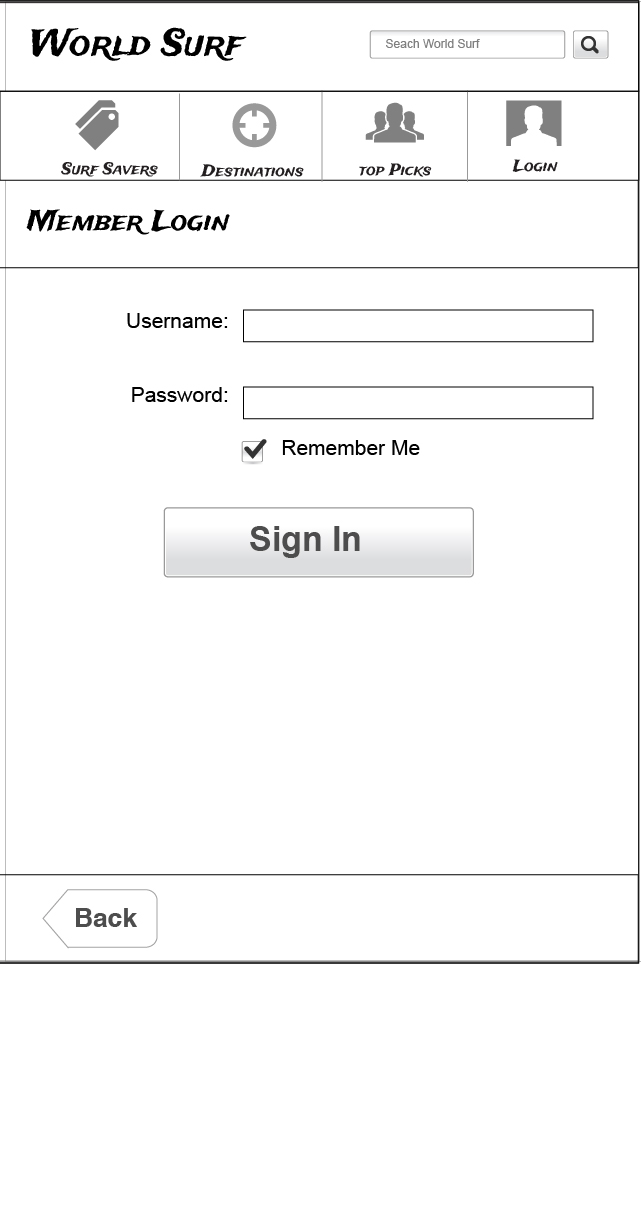 World Surf
Seach World Surf
Surf Savers
Destinations
top Picks
Login
Member Login
Username:
Password:
Remember Me
Sign In
Back